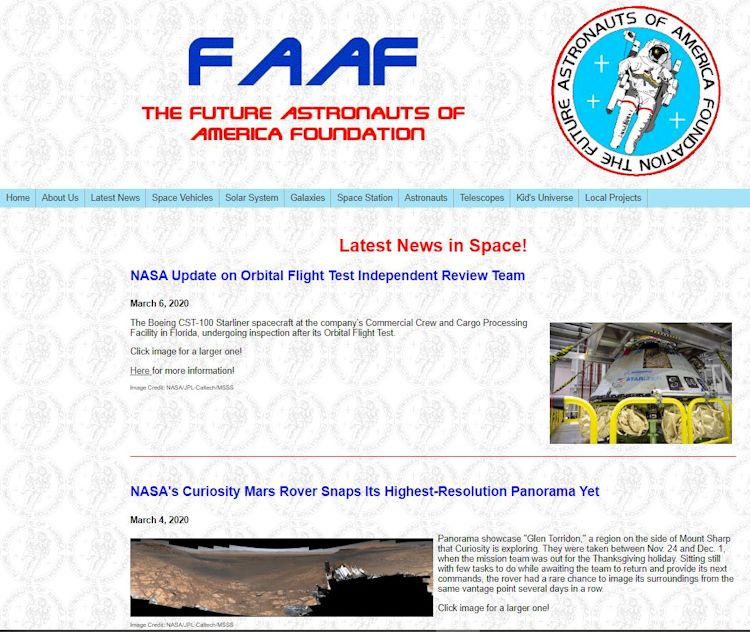 FAAF
THE FUTURE ASTRONAUTS OF
AMERICA FOUNDATION
THE FUTURE ASTRONAUTS OF AMERICA FOUNDATION
Home About Us Latest News Space Vehicles Solar System Galaxies Space Station Astronauts Telescopes Kid's Universe Local Projects
Latest News in Space!
NASA Update on Orbital Flight Test Independent Review Team
March 6, 2020
The Boeing CST-100 Starliner spacecraft at the company's Commercial Crew and Cargo Processing
Facility in Florida, undergoing inspection after its Orbital Flight Test.
Click image for a larger one!
Here for more information!
Image Credit: NASA/JPL-Caltech/MSSS
NASA's Curiosity Mars Rover Snaps Its Highest-Resolution Panorama Yet
March 4, 2020
Panorama showcase "Glen Torridon," a region on the side of Mount Sharp
that Curiosity is exploring. They were taken between Nov. 24 and Dec. 1,
when the mission team was out for the Thanksgiving holiday. Sitting still
with few tasks to do while awaiting the team to return and provide its next
commands, the rover had a rare chance to image its surroundings from the
same vantage point several days in a row.
Click image for a larger one!
Image Credit: NASA/JPL-Caltech/MSSS